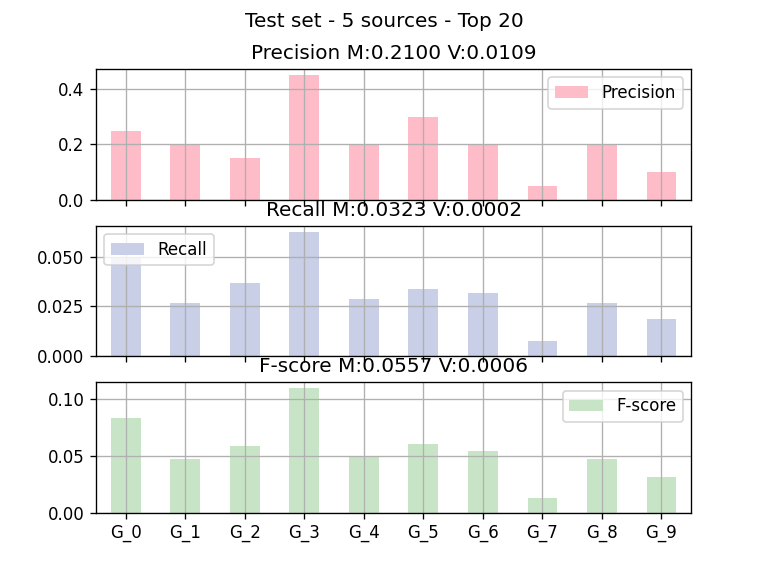 Test set - 5 sources - Top 20
Precision M:0.2100 V:0.0109
0.4
0.2
0.0
Precision
Recall M:0.0323 V:0.0002
0.050
0.025
0.000
Recall
F-score M:0.0557 V:0.0006
0.10
0.05
0.00
F-score
G_0 G_1 G_2 G_3 G_4 G_5 G_6 G_7 G_8 G_9